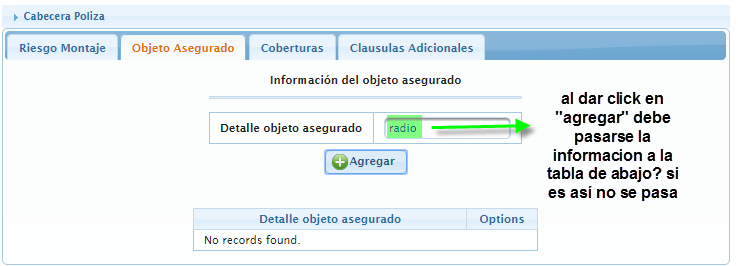 Cabecera Poliza
Riesgo Montaje
Objeto Asegurado
Coberturas
Clausulas Adicionales
Información del objeto asegurado
Detalle objeto asegurado
radio
Agregar
al dar click en
"agregar" debe
pasarse la
informacion a la
tabla de abajo? si
es así no se pasa
Detalle objeto asegurado
Options
No records found.